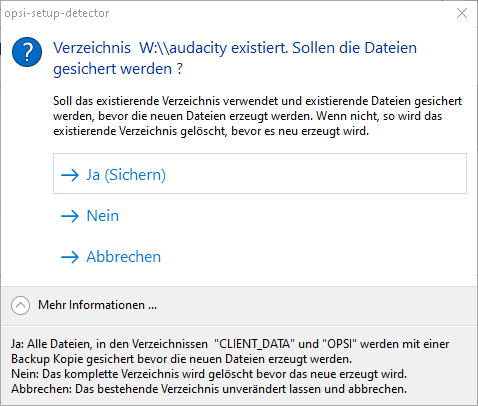 opsi-setup-detector
Verzeichnis  W:\\audacity existiert. Sollen die Dateien
gesichert werden ?
Soll das existierende Verzeichnis verwendet und existierende Dateien gesichert
werden, bevor die neuen Dateien erzeugt werden. Wenn nicht, so wird das
existierende Verzeichnis gelöscht, bevor es neu erzeugt wird.
Ja (Sichern)
Nein
Abbrechen
Mehr Informationen ...
Ja: Alle Dateien, in den Verzeichnissen  "CLIENT_DATA" und "OPSI" werden mit einer
Backup Kopie gesichert bevor die neuen Dateien erzeugt werden.
Nein: Das komplette Verzeichnis wird gelöscht bevor das neue erzeugt wird.
Abbrechen: Das bestehende Verzeichnis unverändert lassen und abbrechen.